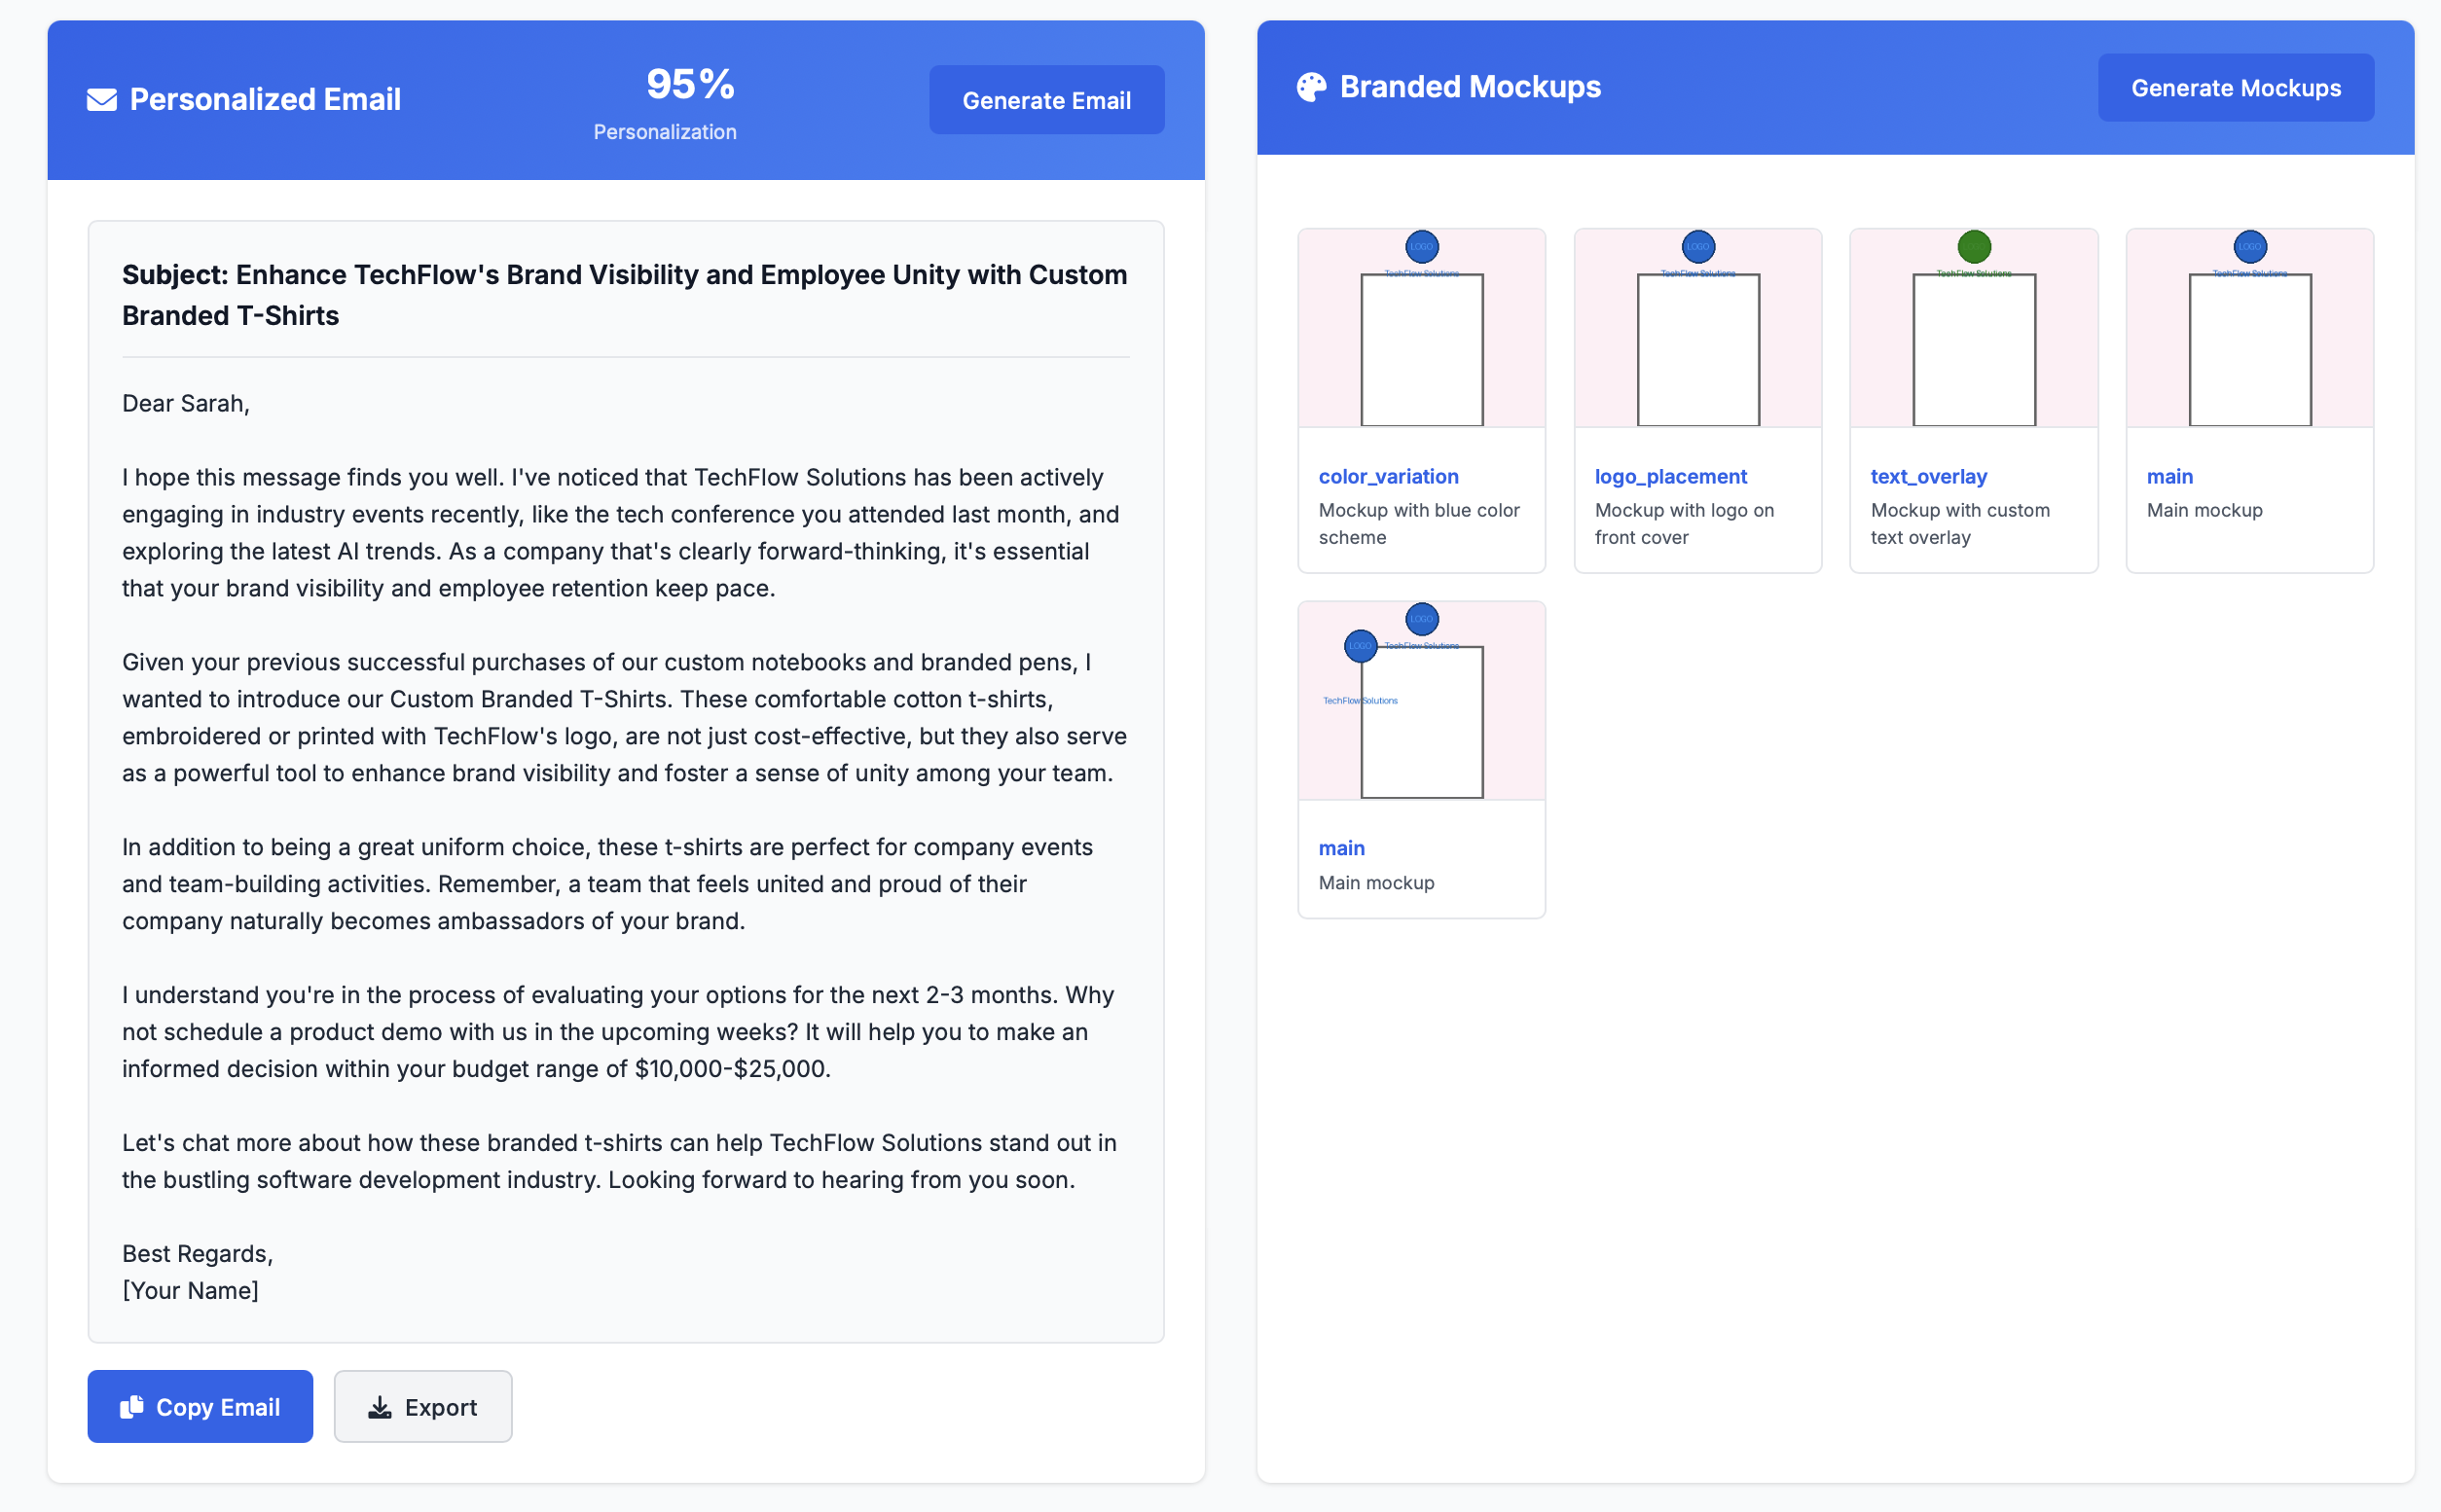 Personalized Email
95%
Personalization
Generate Email
Subject: Enhance TechFlow's Brand Visibility and Employee Unity with Custom
Branded T-Shirts
Dear Sarah,
I hope this message finds you well. I've noticed that TechFlow Solutions has been actively
engaging in industry events recently, like the tech conference you attended last month, and
exploring the latest AI trends. As a company that's clearly forward-thinking, it's essential
that your brand visibility and employee retention keep pace.
Given your previous successful purchases of our custom notebooks and branded pens, I
wanted to introduce our Custom Branded T-Shirts. These comfortable cotton t-shirts,
embroidered or printed with TechFlow's logo, are not just cost-effective, but they also serve
as a powerful tool to enhance brand visibility and foster a sense of unity among your team.
In addition to being a great uniform choice, these t-shirts are perfect for company events
and team-building activities. Remember, a team that feels united and proud of their
company naturally becomes ambassadors of your brand.
I understand you're in the process of evaluating your options for the next 2-3 months. Why
not schedule a product demo with us in the upcoming weeks? It will help you to make an
informed decision within your budget range of $10,000-$25,000.
Let's chat more about how these branded t-shirts can help TechFlow Solutions stand out in
the bustling software development industry. Looking forward to hearing from you soon.
Best Regards,
[Your Name]
Copy Email
Export
Branded Mockups
Generate Mockups
LOGO
TechFlow Solutions
color_variation
Mockup with blue color
scheme
LOGO
TechFlow Solutions
logo_placement
Mockup with logo on
front cover
LOGO
TechFlow Solutions
text_overlay
Mockup with custom
text overlay
LOGO
TechFlow Solutions
main
Main mockup
LOGO
LOGO
TechFlow Solutions
TechFlow Solutions
main
Main mockup